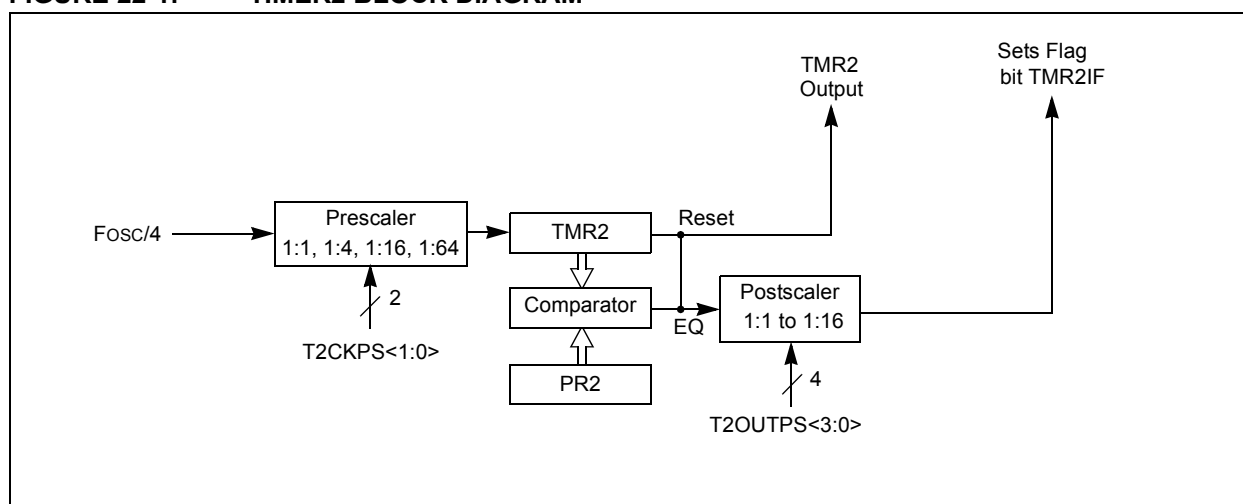 TMR2
Output
Sets Flag
bit TMR2IF
FOSC/4
Prescaler
1:1, 1:4, 1:16, 1:64
2
T2CKPS<1:0>
TMR2
Reset
Comparator
EQ
PR2
Postscaler
1:1 to 1:16
4
T2OUTPS<3:0>